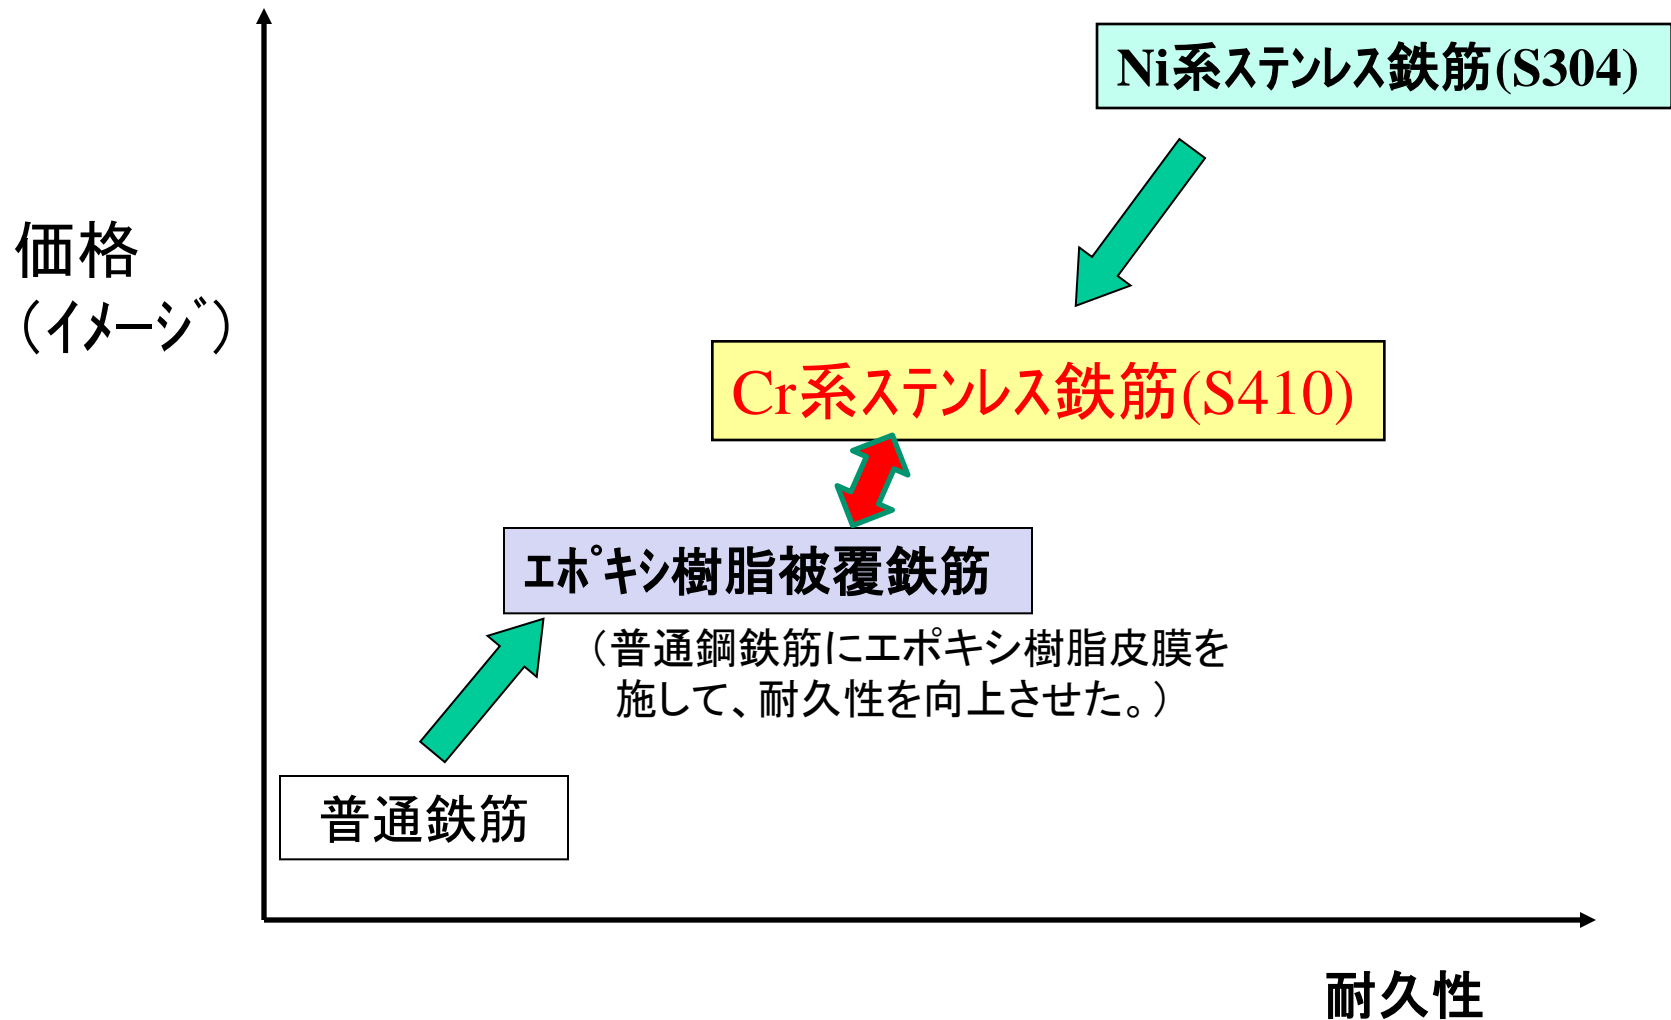 Ni系ステンレス鉄筋(S304)
価格
（イメージ）
Cr系ステンレス鉄筋(S410)
エポキシ樹脂被覆鉄筋
（普通鋼鉄筋にエポキシ樹脂皮膜を
施して、耐久性を向上させた。）
普通鉄筋
耐久性